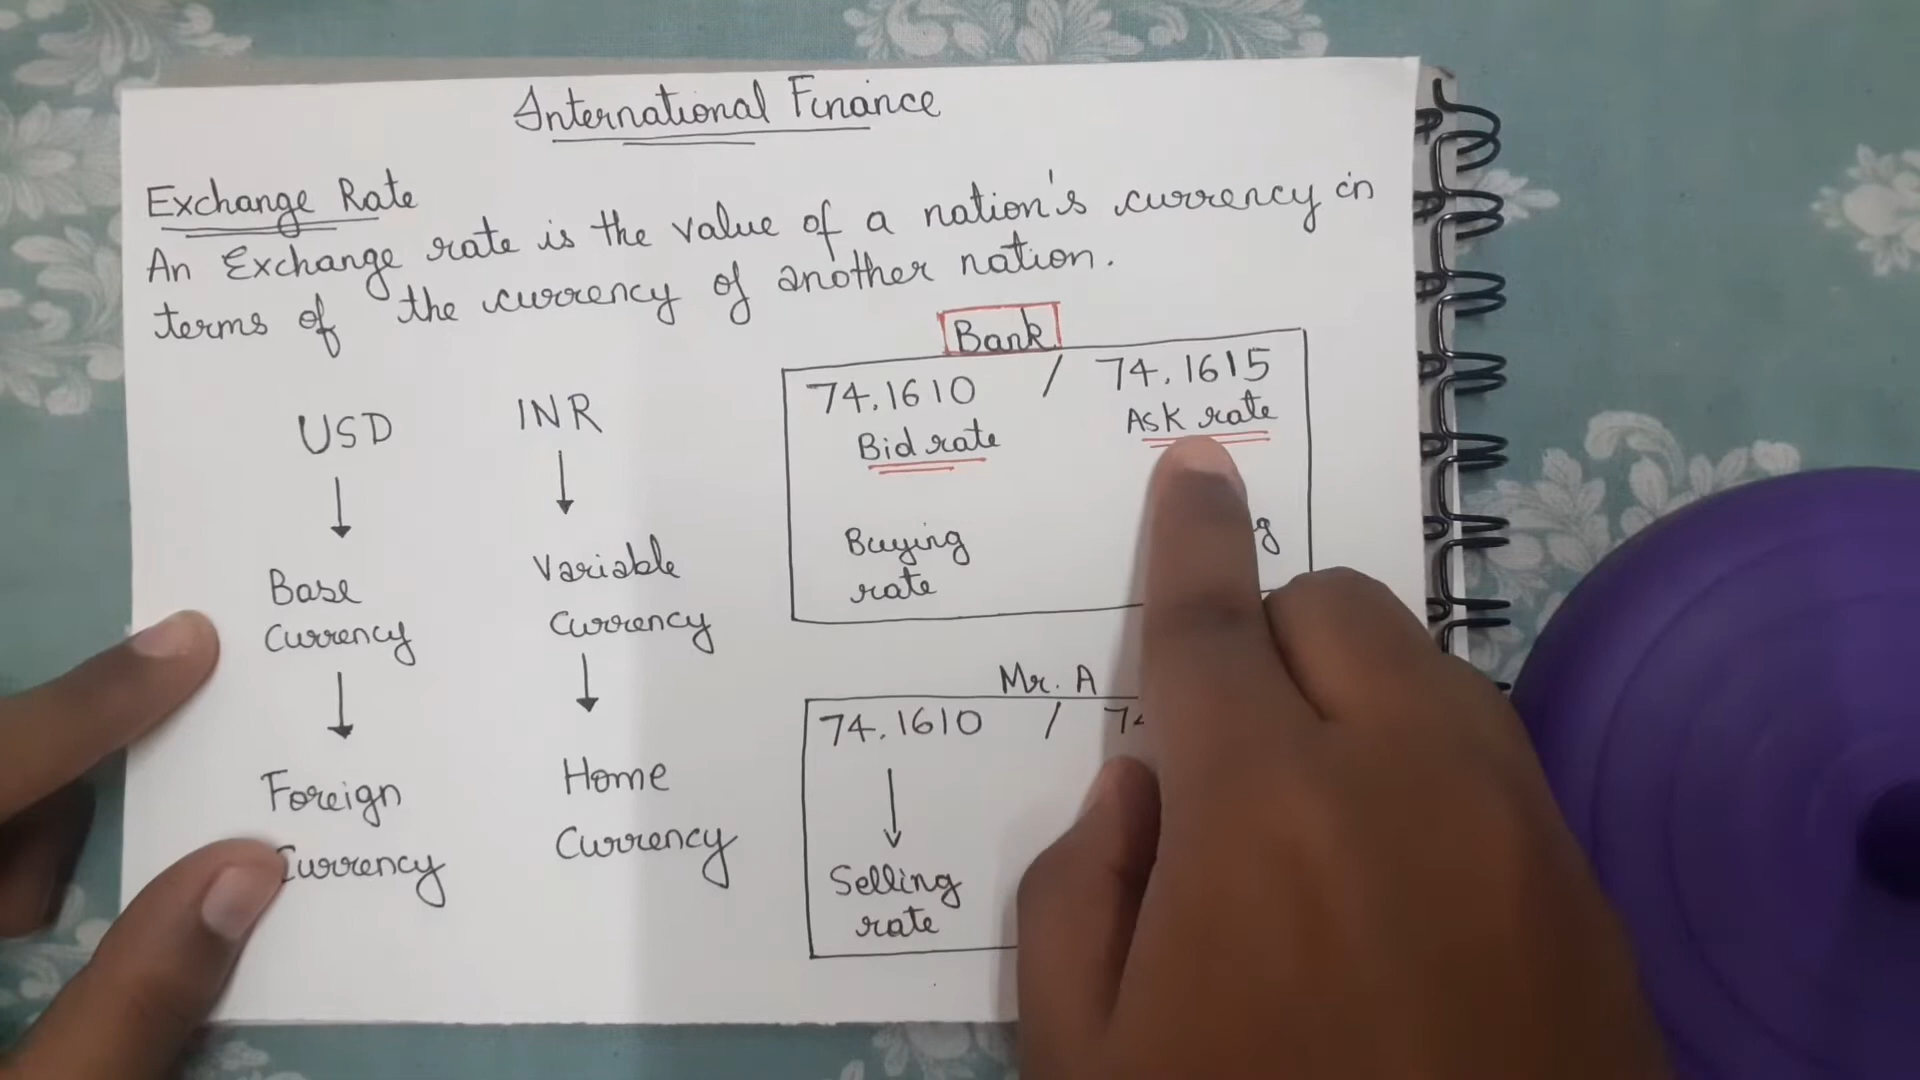 International Finance
Exchange Rate
An Exchange rate is the value of a nation's currency in
terms of the currency of another nation.
USD
Base
Currency
Foreign
Currency
INR
Variable
Currency
Home
Currency
Bank
74.1610 / 74.1615
Bid rate Ask rate
Buying
rate
Mr. A
74.1610 /
Selling
rate